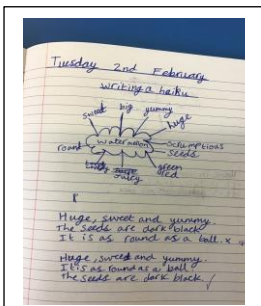 Tuesday 2nd February
writing a haiku
sweet big yummy
huge
round watermelon scrumptious
seeds
juicy green
red
Huge, sweet and yummy.
The seeds are dark black
It is as round as a ball. x
Huge, sweet and yummy.
It is as round as a ball
The seeds are dark black.